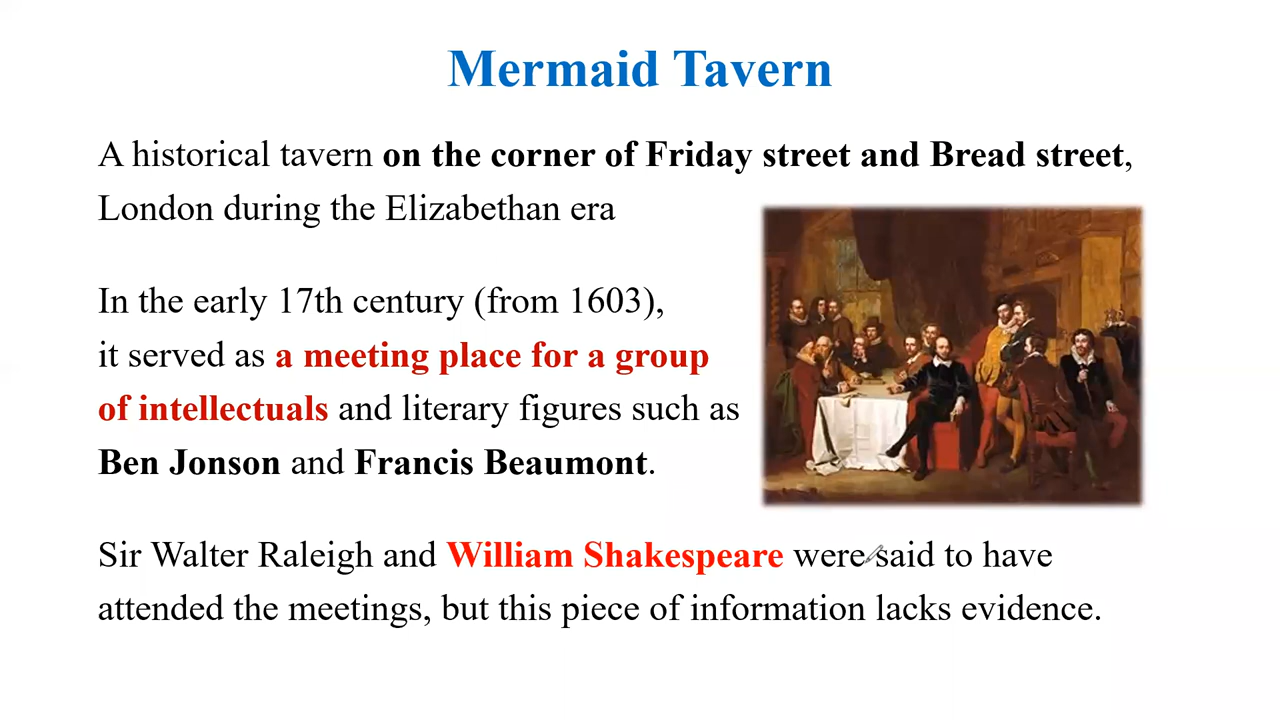 Mermaid Tavern
A historical tavern on the corner of Friday street and Bread street,
London during the Elizabethan era
In the early 17th century (from 1603),
it served as a meeting place for a group
of intellectuals and literary figures such as
Ben Jonson and Francis Beaumont.
Sir Walter Raleigh and William Shakespeare were said to have
attended the meetings, but this piece of information lacks evidence.